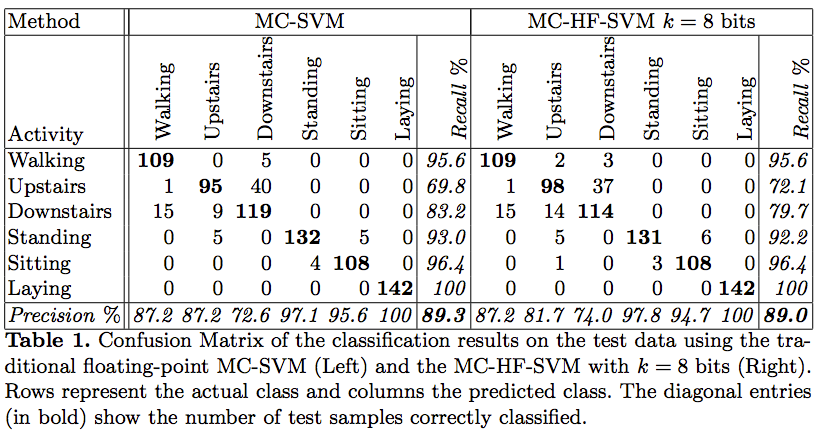 Method MC-SVM MC-HF-SVM k = 8 bits
Activity Walking Upstairs Downstairs Standing Sitting Laying Recall % Walking Upstairs Downstairs Standing Sitting Laying Recall %
Walking 109 0 5 0 0 0 95.6 109 2 3 0 0 0 95.6
Upstairs 1 95 40 0 0 0 69.8 1 98 37 0 0 0 72.1
Downstairs 15 9 119 0 0 0 83.2 15 14 114 0 0 0 79.7
Standing 0 5 0 132 5 0 93.0 0 5 0 131 6 0 92.2
Sitting 0 0 0 4 108 0 96.4 0 1 0 3 108 0 96.4
Laying 0 0 0 0 0 142 100 0 0 0 0 0 142 100
Precision % 87.2 87.2 72.6 97.1 95.6 100 89.3 87.2 81.7 74.0 97.8 94.7 100 89.0
Table 1. Confusion Matrix of the classification results on the test data using the tra-
ditional floating-point MC-SVM (Left) and the MC-HF-SVM with k = 8 bits (Right).
Rows represent the actual class and columns the predicted class. The diagonal entries
(in bold) show the number of test samples correctly classified.